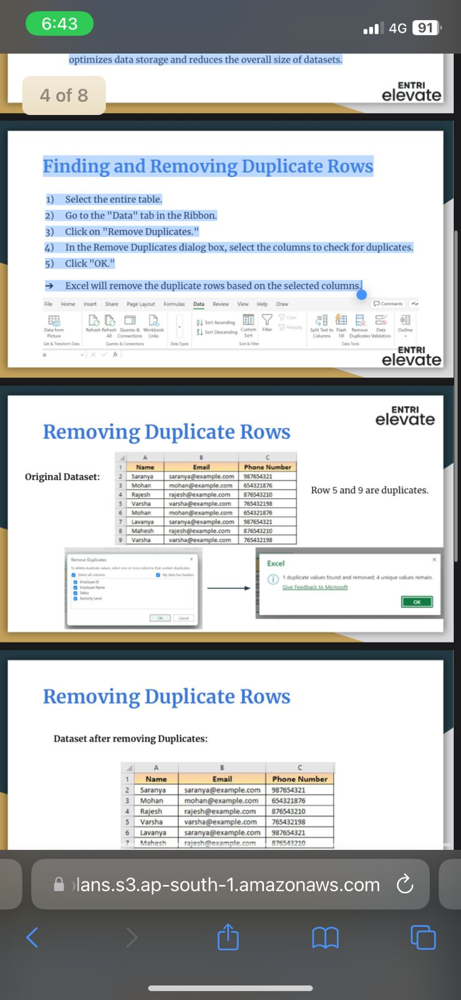 6:43
4G 91
optimizes data storage and reduces the overall size of datasets.
4 of 8
ENTRI
elevate
Finding and Removing Duplicate Rows
1) Select the entire table.
2) Go to the "Data" tab in the Ribbon.
3) Click on "Remove Duplicates."
4) In the Remove Duplicates dialog box, select the columns to check for duplicates.
5) Click "OK."
➔ Excel will remove the duplicate rows based on the selected columns.
File Home Insert Share Page Layout Formulas Data Review View Help Draw Comments
Data from Picture
Refresh Refresh All Queries & Connections Workbook Links
Sort Ascending
Sort Descending
Custom Sort
Filter
Clear
Reapply
Split Text to Columns Flash Fill Remove Duplicates Data Validation Outline
Get & Transform Data Queries & Connections Data Types Sort & Filter Data Tools
fx
ENTRI
elevate
ENTRI
elevate
Removing Duplicate Rows
Original Dataset:
A B C
1 Name Email Phone Number
2 Saranya saranya@example.com 987654321
3 Mohan mohan@example.com 654321876
4 Rajesh rajesh@example.com 876543210
5 Varsha varsha@example.com 765432198
6 Mohan mohan@example.com 654321876
7 Lavanya saranya@example.com 987654321
8 Mahesh rajesh@example.com 876543210
9 Varsha varsha@example.com 765432198
Row 5 and 9 are duplicates.
Remove Duplicates
To delete duplicate values, select one or more columns that contain duplicates.
Select all columns My data has headers
Employee ID
Employee Name
Salary
Seniority Level
OK Cancel
Excel
1 duplicate values found and removed; 4 unique values remain.
Give Feedback to Microsoft
OK
Removing Duplicate Rows
Dataset after removing Duplicates:
A B C
1 Name Email Phone Number
2 Saranya saranya@example.com 987654321
3 Mohan mohan@example.com 654321876
4 Rajesh rajesh@example.com 876543210
5 Varsha varsha@example.com 765432198
6 Lavanya saranya@example.com 987654321
7 Mahesh rajesh@example.com 876543210
lans.s3.ap-south-1.amazonaws.com